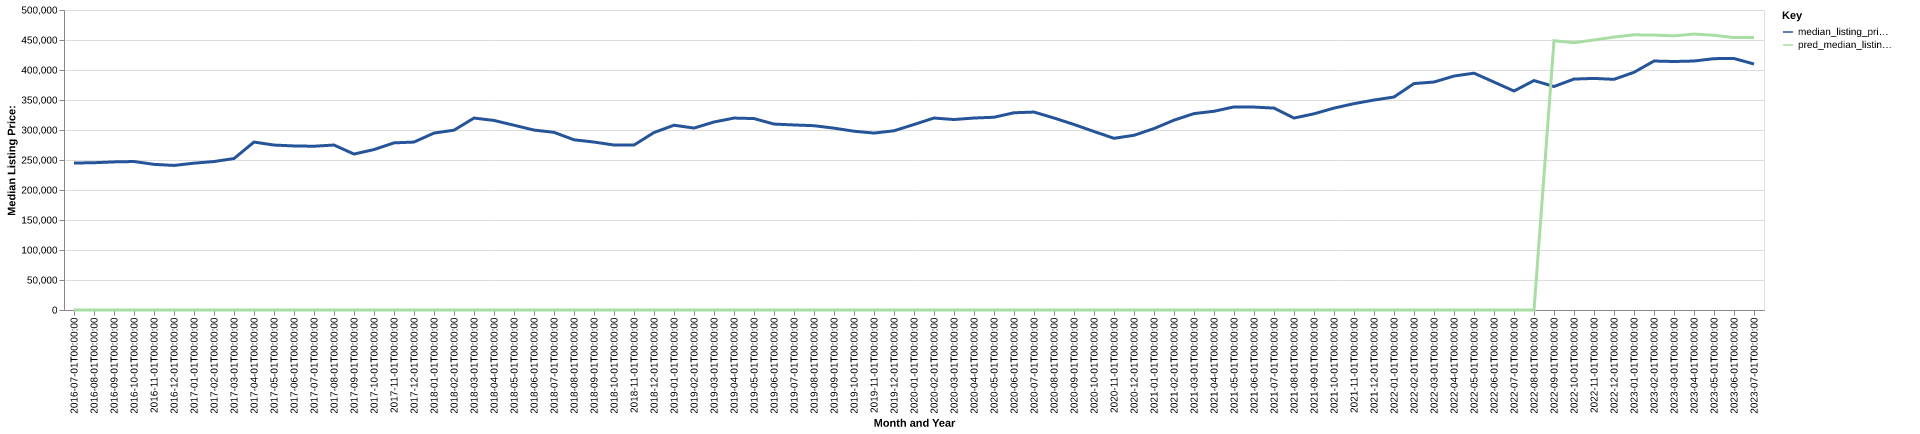 500,000
450,000
400,000
350,000
300,000
250,000
200,000
150,000
100,000
50,000
0
Median Listing Price:
2016-07-01T00:00:00
2016-08-01T00:00:00
2016-09-01T00:00:00
2016-10-01T00:00:00
2016-11-01T00:00:00
2016-12-01T00:00:00
2017-01-01T00:00:00
2017-02-01T00:00:00
2017-03-01T00:00:00
2017-04-01T00:00:00
2017-05-01T00:00:00
2017-06-01T00:00:00
2017-07-01T00:00:00
2017-08-01T00:00:00
2017-09-01T00:00:00
2017-10-01T00:00:00
2017-11-01T00:00:00
2017-12-01T00:00:00
2018-01-01T00:00:00
2018-02-01T00:00:00
2018-03-01T00:00:00
2018-04-01T00:00:00
2018-05-01T00:00:00
2018-06-01T00:00:00
2018-07-01T00:00:00
2018-08-01T00:00:00
2018-09-01T00:00:00
2018-10-01T00:00:00
2018-11-01T00:00:00
2018-12-01T00:00:00
2019-01-01T00:00:00
2019-02-01T00:00:00
2019-03-01T00:00:00
2019-04-01T00:00:00
2019-05-01T00:00:00
2019-06-01T00:00:00
2019-07-01T00:00:00
2019-08-01T00:00:00
2019-09-01T00:00:00
2019-10-01T00:00:00
2019-11-01T00:00:00
2019-12-01T00:00:00
2020-01-01T00:00:00
2020-02-01T00:00:00
2020-03-01T00:00:00
2020-04-01T00:00:00
2020-05-01T00:00:00
2020-06-01T00:00:00
2020-07-01T00:00:00
2020-08-01T00:00:00
2020-09-01T00:00:00
2020-10-01T00:00:00
2020-11-01T00:00:00
2020-12-01T00:00:00
2021-01-01T00:00:00
2021-02-01T00:00:00
2021-03-01T00:00:00
2021-04-01T00:00:00
2021-05-01T00:00:00
2021-06-01T00:00:00
2021-07-01T00:00:00
2021-08-01T00:00:00
2021-09-01T00:00:00
2021-10-01T00:00:00
2021-11-01T00:00:00
2021-12-01T00:00:00
2022-01-01T00:00:00
2022-02-01T00:00:00
2022-03-01T00:00:00
2022-04-01T00:00:00
2022-05-01T00:00:00
2022-06-01T00:00:00
2022-07-01T00:00:00
2022-08-01T00:00:00
2022-09-01T00:00:00
2022-10-01T00:00:00
2022-11-01T00:00:00
2022-12-01T00:00:00
2023-01-01T00:00:00
2023-02-01T00:00:00
2023-03-01T00:00:00
2023-04-01T00:00:00
2023-05-01T00:00:00
2023-06-01T00:00:00
2023-07-01T00:00:00
Month and Year
Key
median_listing_pri…
pred_median_listin…